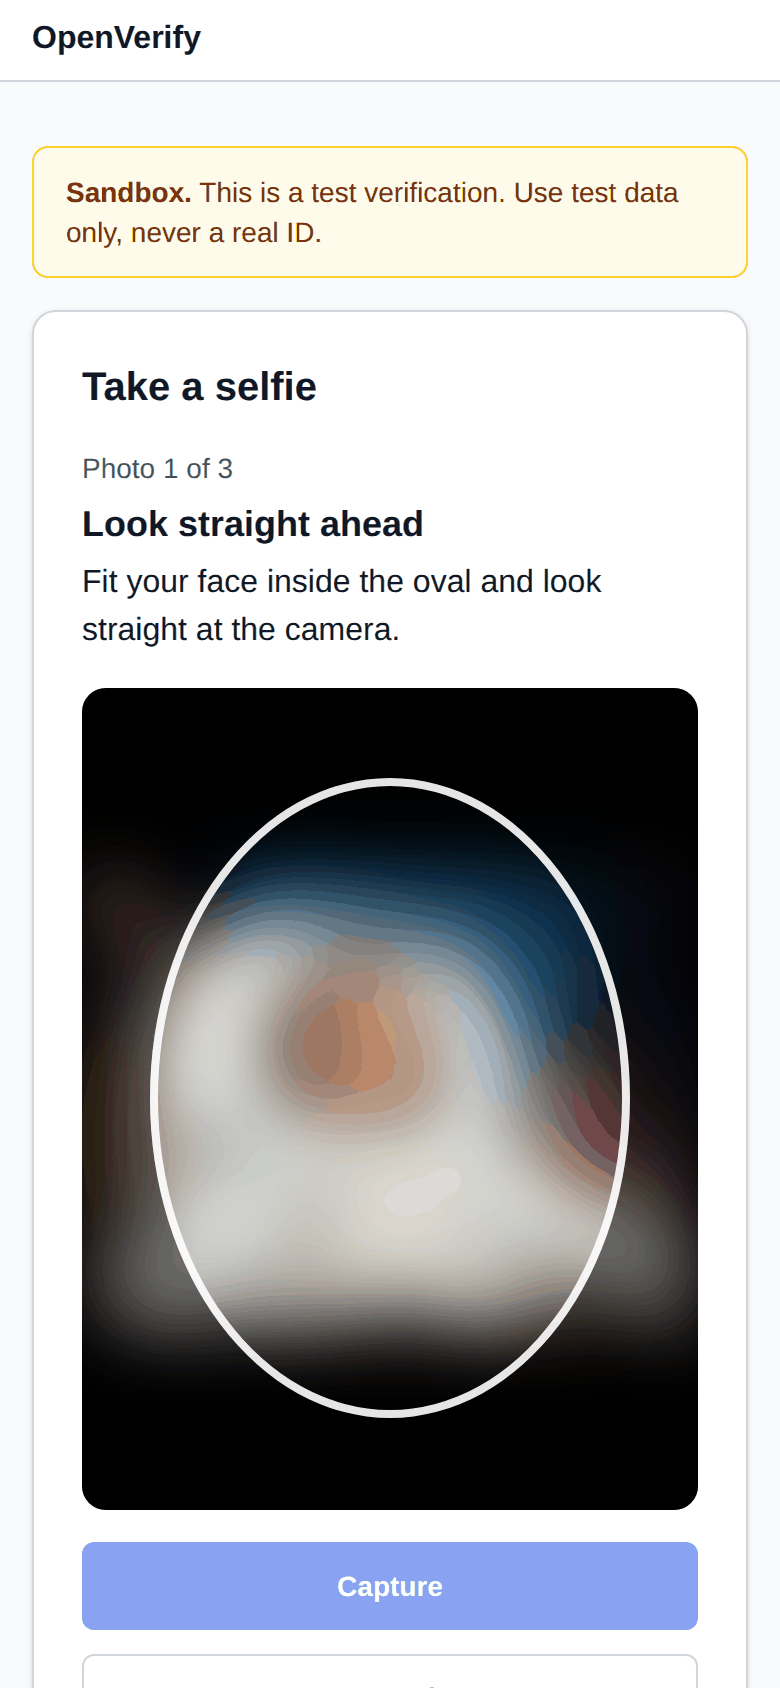 OpenVerify
Sandbox. This is a test verification. Use test data
only, never a real ID.
Take a selfie
Photo 1 of 3
Look straight ahead
Fit your face inside the oval and look
straight at the camera.
Capture